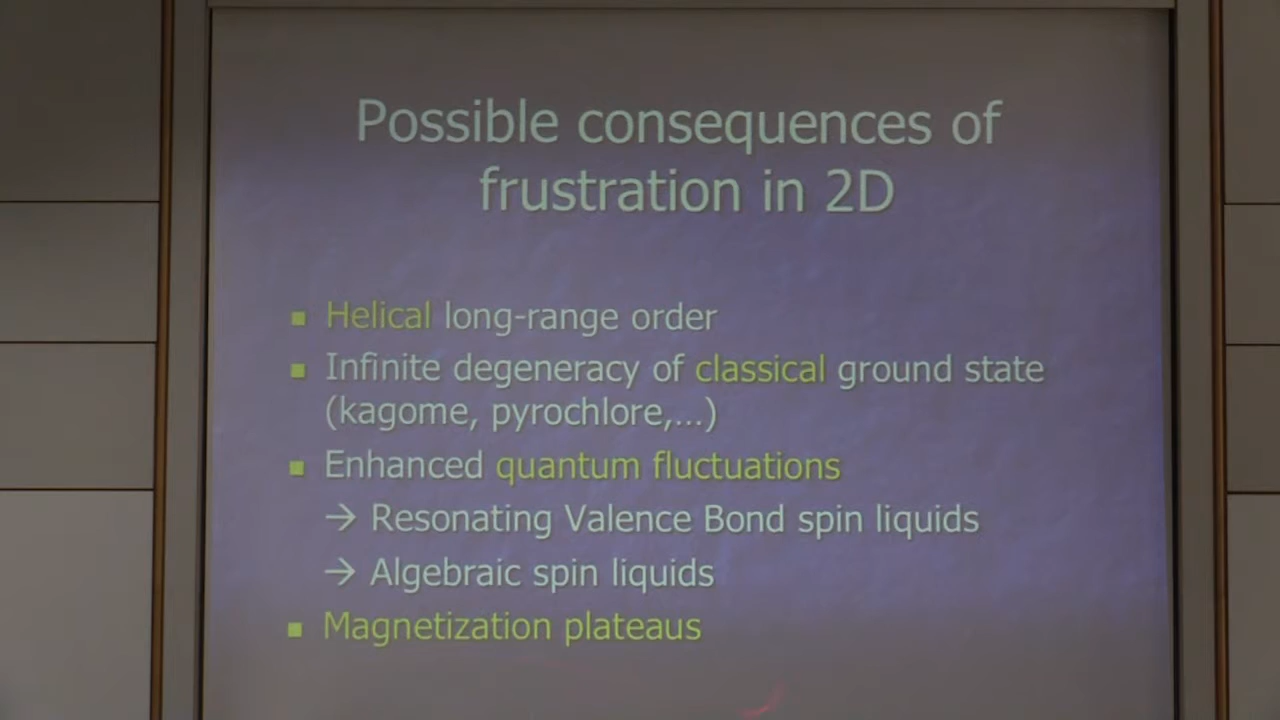 Possible consequences of
frustration in 2D
▪ Helical long-range order
▪ Infinite degeneracy of classical ground state
(kagome, pyrochlore,...)
▪ Enhanced quantum fluctuations
→ Resonating Valence Bond spin liquids
→ Algebraic spin liquids
▪ Magnetization plateaus